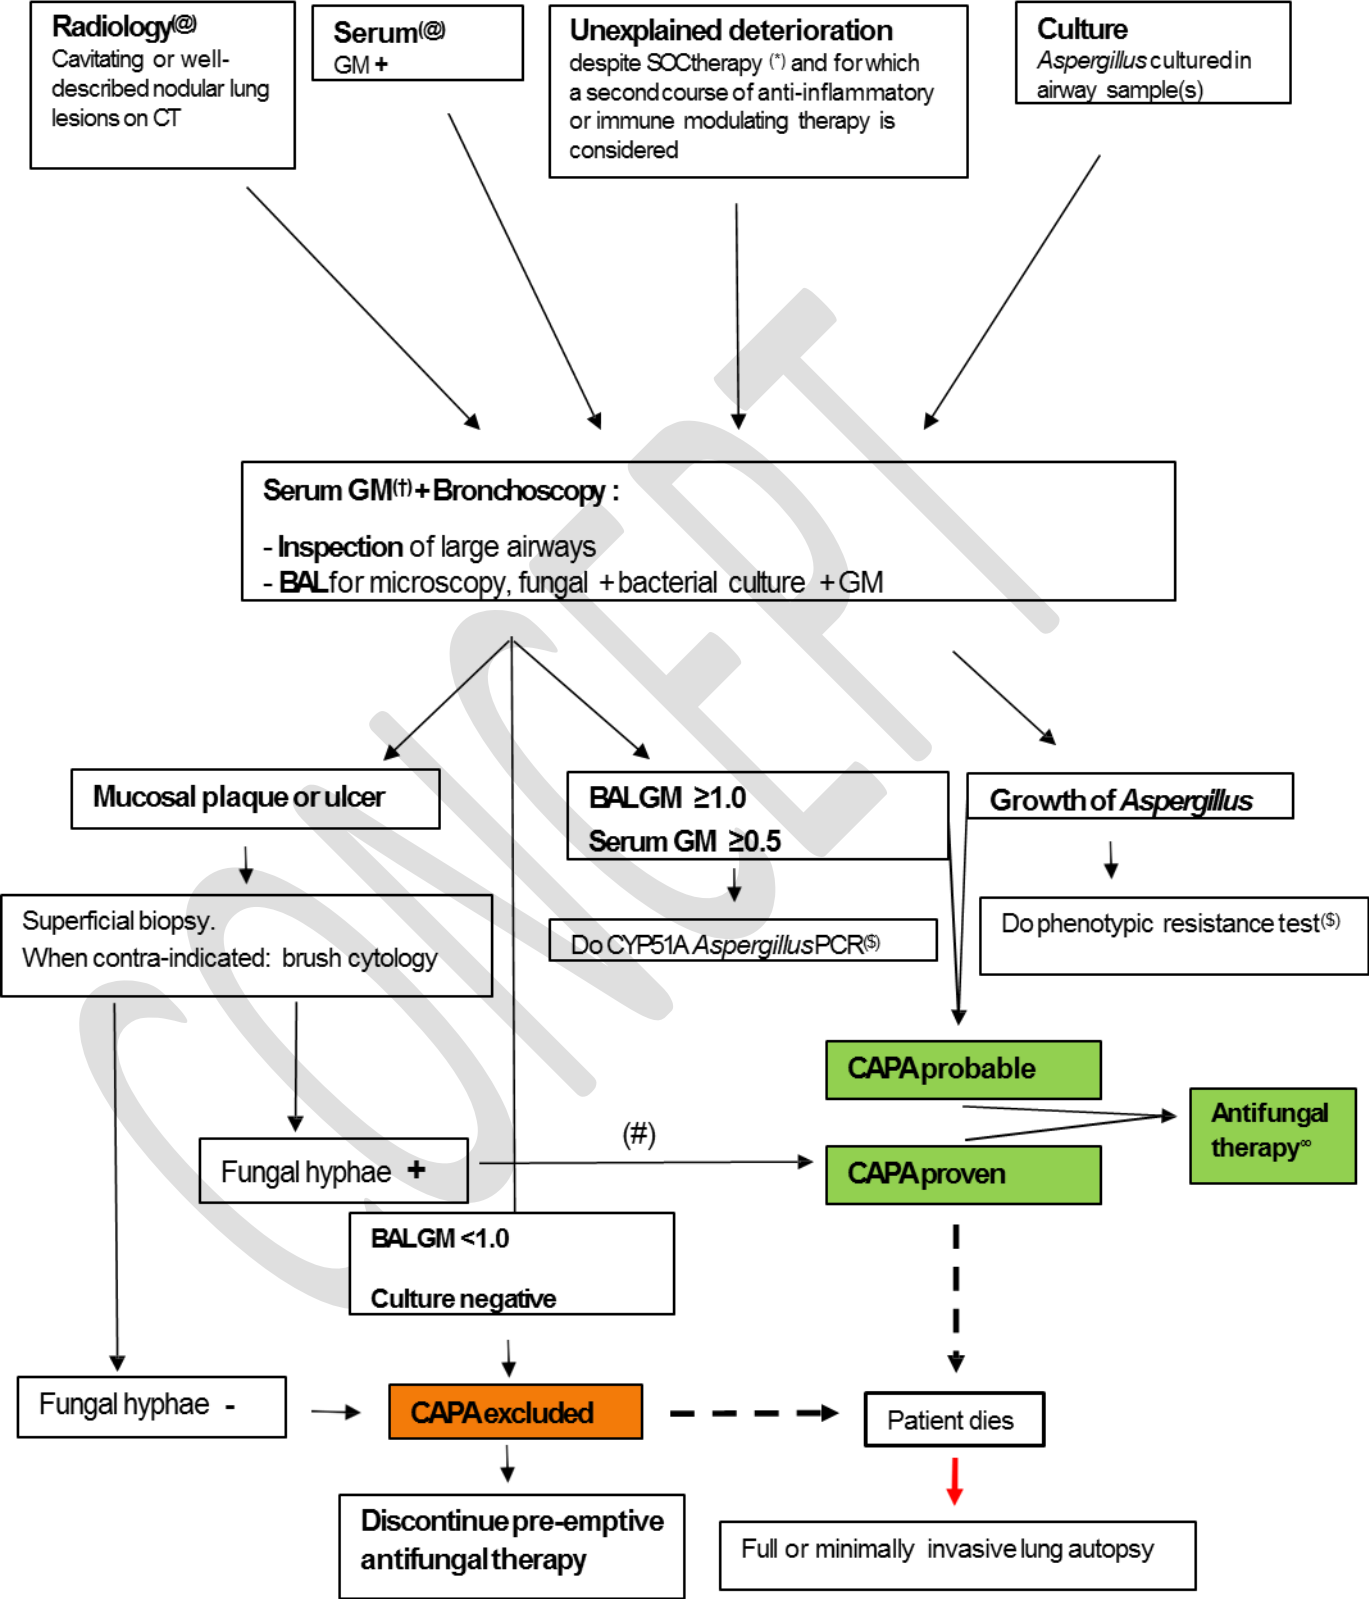 Radiology(@)
Cavitating or well-
described nodular lung
lesions on CT
Serum(@)
GM +
Unexplained deterioration
despite SOC therapy (*) and for which
a second course of anti-inflammatory
or immune modulating therapy is
considered
Culture
Aspergillus cultured in
airway sample(s)
Serum GM(†) + Bronchoscopy :
- Inspection of large airways
- BAL for microscopy, fungal + bacterial culture + GM
Mucosal plaque or ulcer
BALGM ≥1.0
Serum GM ≥0.5
Growth of Aspergillus
Superficial biopsy.
When contra-indicated: brush cytology
Do CYP51A Aspergillus PCR($)
Do phenotypic resistance test($)
CAPA probable
Antifungal
therapy∞
(#)
Fungal hyphae +
CAPA proven
BALGM <1.0
Culture negative
Fungal hyphae -
CAPA excluded
Patient dies
Discontinue pre-emptive
antifungal therapy
Full or minimally invasive lung autopsy
CONCEPT